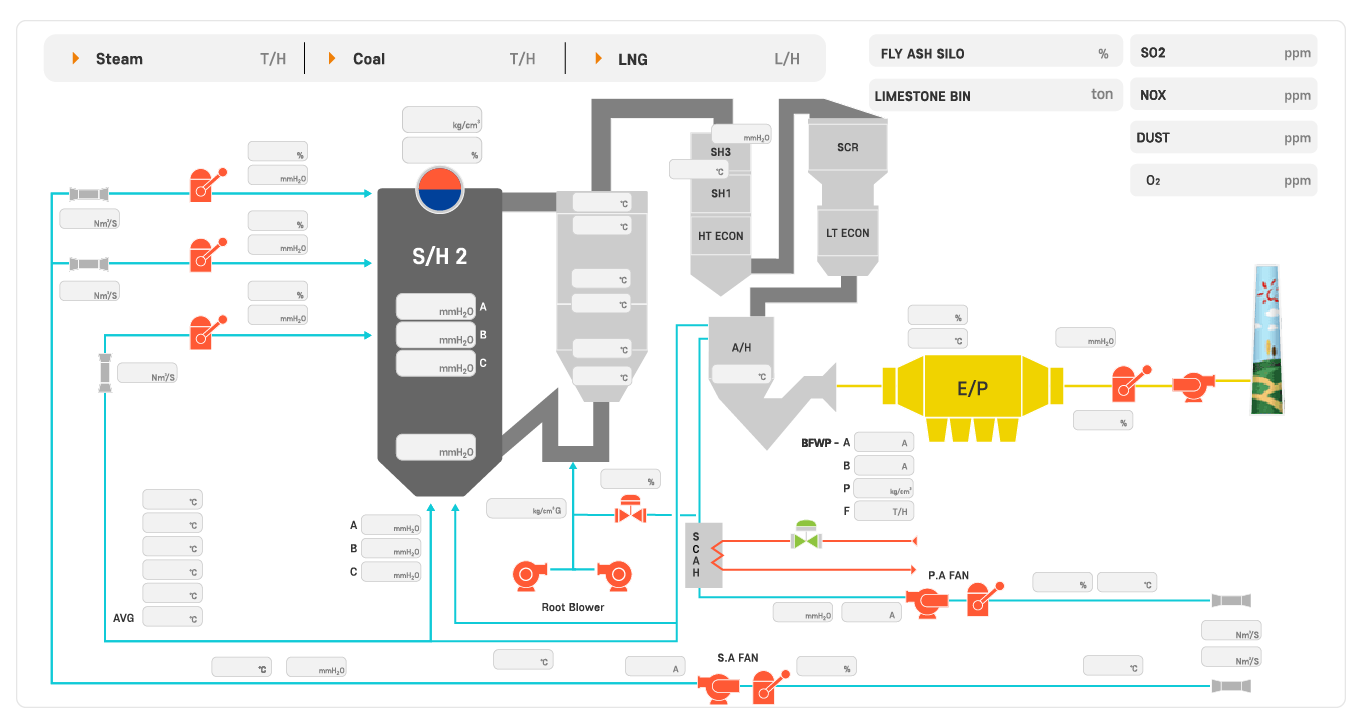 Steam T/H
Coal T/H
LNG L/H
FLY ASH SILO %
SO2 ppm
LIMESTONE BIN ton
NOX ppm
DUST ppm
O₂ ppm
kg/cm²
%
mmH₂O
SH3
℃
SH1
HT ECON
SCR
LT ECON
%
mmH₂O
Nm³/S
%
mmH₂O
Nm³/S
%
mmH₂O
Nm³/S
S/H 2
mmH₂O A
mmH₂O B
mmH₂O C
mmH₂O
℃
℃
℃
℃
℃
℃
A/H
℃
%
℃
mmH₂O
E/P
%
BFWP - A A
B A
P kg/cm²
F T/H
%
kg/cm²G
Root Blower
A mmH₂O
B mmH₂O
C mmH₂O
℃
℃
℃
℃
℃
AVG ℃
S
C
A
H
P.A FAN
% ℃
mmH₂O A
Nm³/S
Nm³/S
℃ mmH₂O
℃
A
S.A FAN
%
℃